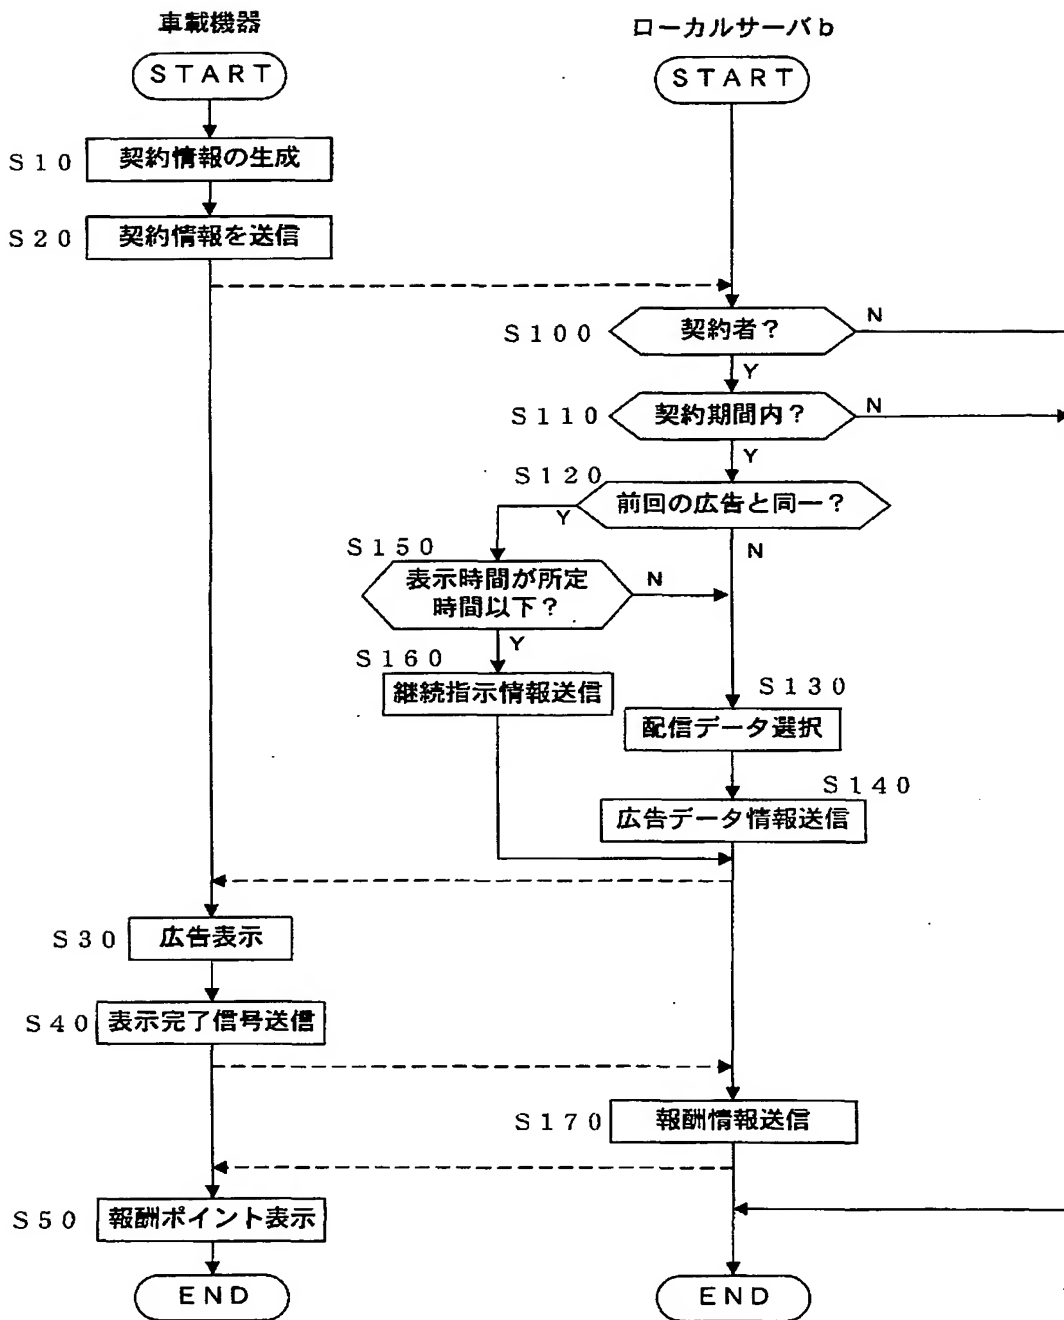 車載機器
ローカルサーバb
START
START
S10
契約情報の生成
S20
契約情報を送信
S100
契約者？
N
Y
S110
契約期間内？
N
Y
S120
前回の広告と同一？
Y
N
S150
表示時間が所定
時間以下？
N
Y
S160
継続指示情報送信
S130
配信データ選択
S140
広告データ情報送信
S30
広告表示
S40
表示完了信号送信
S170
報酬情報送信
S50
報酬ポイント表示
END
END